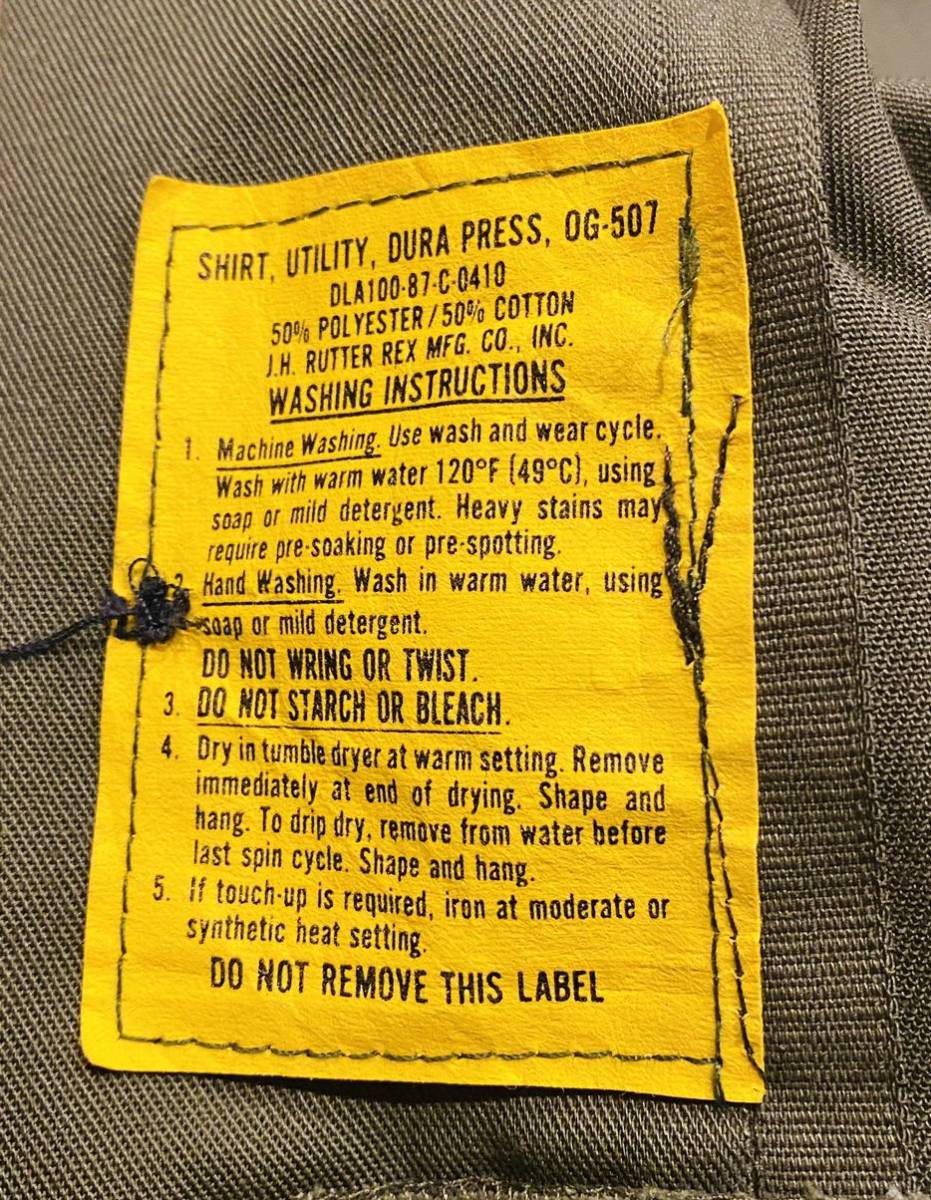 SHIRT, UTILITY, DURA PRESS, OG-507
DLA100-87-C-0410
50% POLYESTER/50% COTTON
J.H. RUTTER REX MFG. CO., INC.
WASHING INSTRUCTIONS
1. Machine Washing. Use wash and wear cycle.
Wash with warm water 120°F (49°C), using
soap or mild detergent. Heavy stains may
require pre-soaking or pre-spotting.
2. Hand Washing. Wash in warm water, using
soap or mild detergent.
DO NOT WRING OR TWIST.
3. DO NOT STARCH OR BLEACH.
4. Dry in tumble dryer at warm setting. Remove
immediately at end of drying. Shape and
hang. To drip dry, remove from water before
last spin cycle. Shape and hang.
5. If touch-up is required, iron at moderate or
synthetic heat setting.
DO NOT REMOVE THIS LABEL